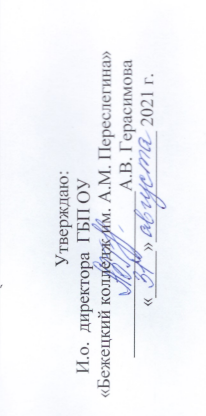 Утверждаю:
И.о. директора ГБП ОУ
«Бежецкий колледж им. А.М. Переслегина»
А.В. Герасимова
« 31 » августа 2021 г.